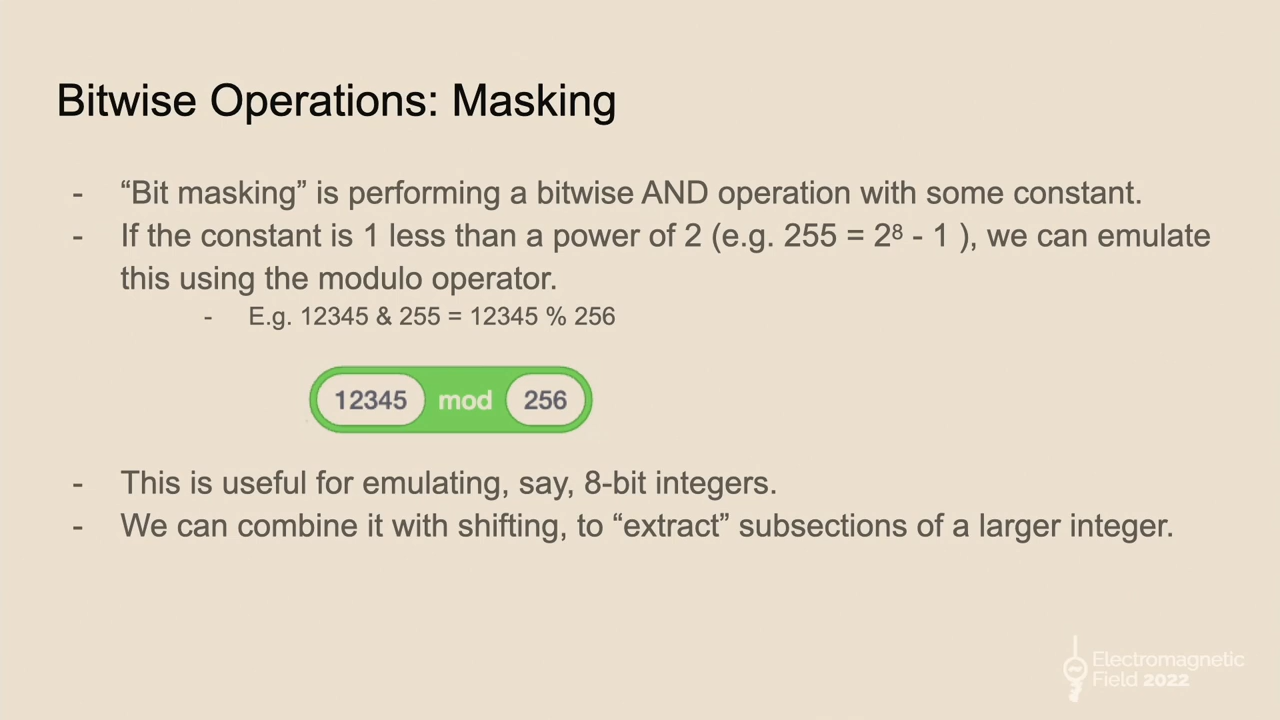 Bitwise Operations: Masking
- “Bit masking” is performing a bitwise AND operation with some constant.
- If the constant is 1 less than a power of 2 (e.g. 255 = 2⁸ - 1 ), we can emulate
this using the modulo operator.
- E.g. 12345 & 255 = 12345 % 256
12345 mod 256
- This is useful for emulating, say, 8-bit integers.
- We can combine it with shifting, to “extract” subsections of a larger integer.
Electromagnetic
Field 2022